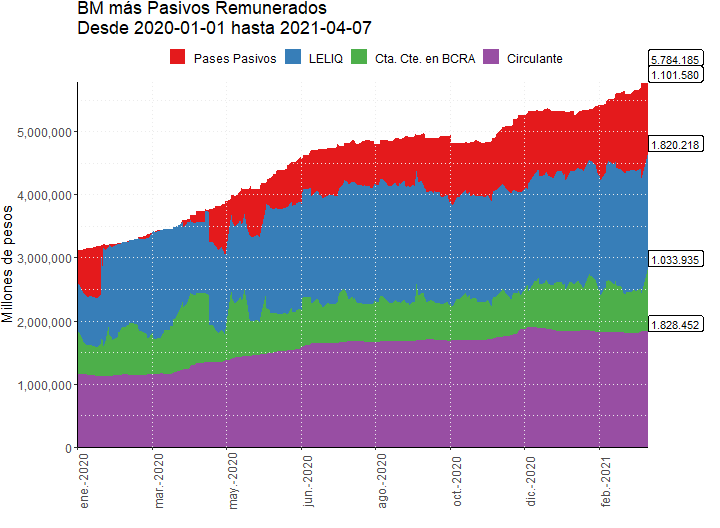 BM más Pasivos Remunerados
Desde 2020-01-01 hasta 2021-04-07
Pases Pasivos LELIQ Cta. Cte. en BCRA Circulante
5.784.185
1.101.580
1.820.218
1.033.935
1.828.452
Millones de pesos
5,000,000
4,000,000
3,000,000
2,000,000
1,000,000
0
ene.-2020
mar.-2020
may.-2020
jun.-2020
ago.-2020
oct.-2020
dic.-2020
feb.-2021